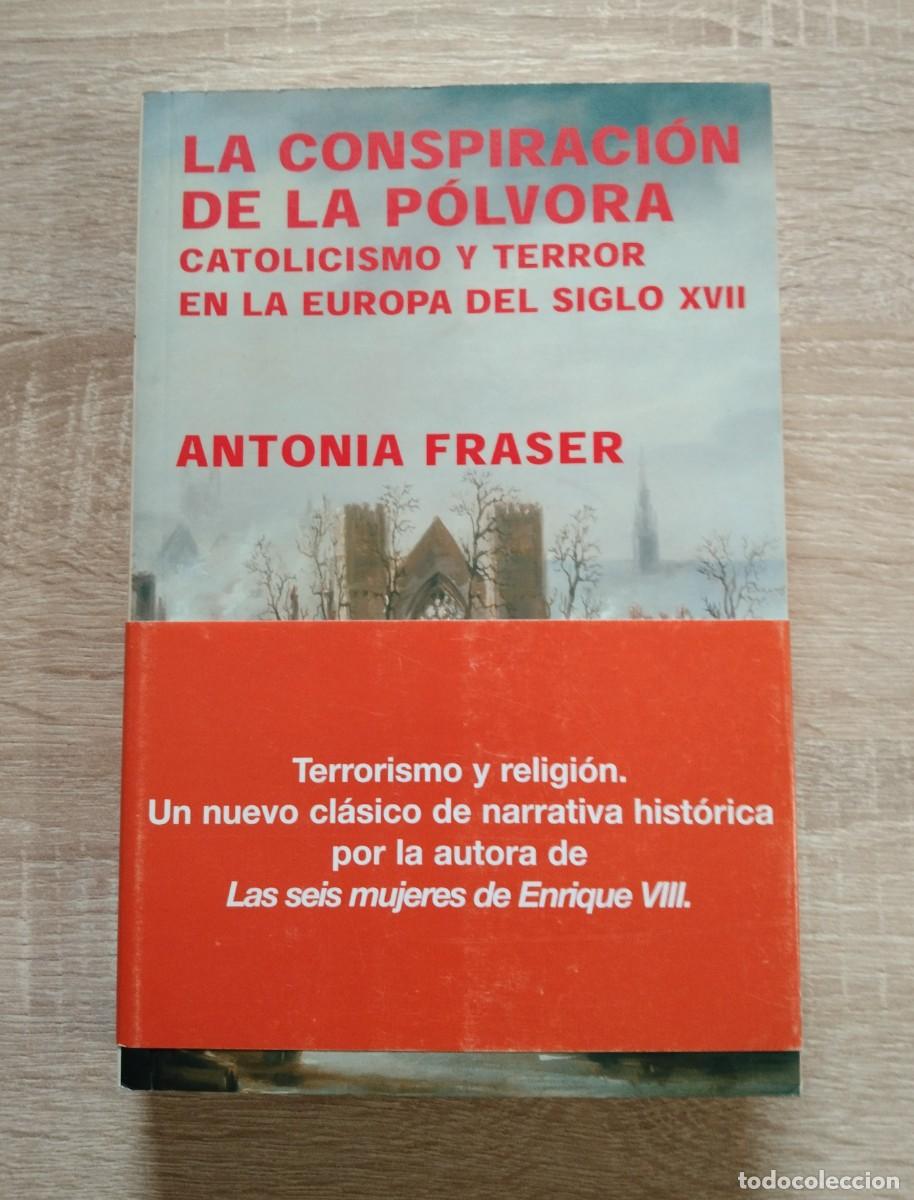 LA CONSPIRACIÓN
DE LA PÓLVORA
CATOLICISMO Y TERROR
EN LA EUROPA DEL SIGLO XVII
ANTONIA FRASER
Terrorismo y religión.
Un nuevo clásico de narrativa histórica
por la autora de
Las seis mujeres de Enrique VIII.
todocoleccion